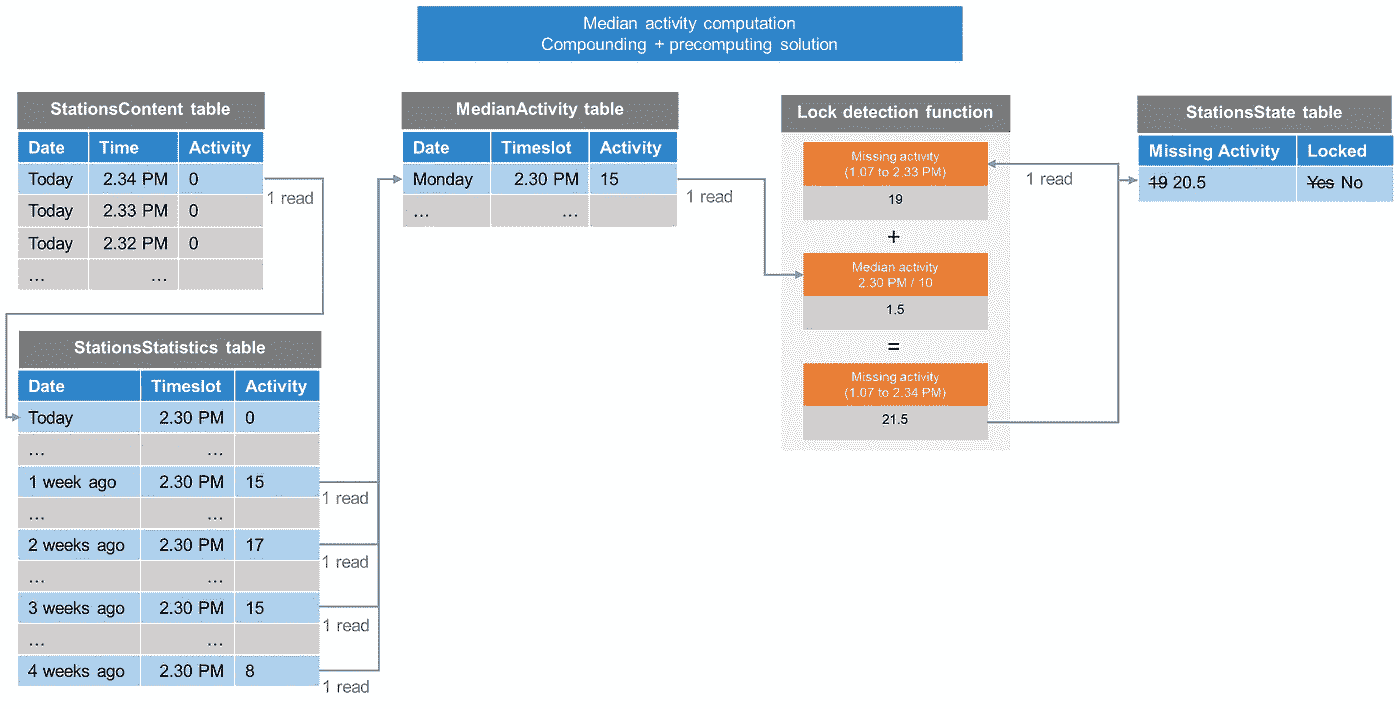 Median activity computation
Compounding + precomputing solution
StationsContent table
Date Time Activity
Today 2.34 PM 0
Today 2.33 PM 0
Today 2.32 PM 0
... ...
1 read
StationsStatistics table
Date Timeslot Activity
Today 2.30 PM 0
... ...
1 week ago 2.30 PM 15
1 read
... ...
2 weeks ago 2.30 PM 17
1 read
... ...
3 weeks ago 2.30 PM 15
1 read
... ...
4 weeks ago 2.30 PM 8
1 read
MedianActivity table
Date Timeslot Activity
Monday 2.30 PM 15
... ...
1 read
Lock detection function
Missing activity
(1.07 to 2.33 PM)
19
+
Median activity
2.30 PM / 10
1.5
=
Missing activity
(1.07 to 2.34 PM)
21.5
1 read
StationsState table
Missing Activity Locked
19 20.5 Yes No